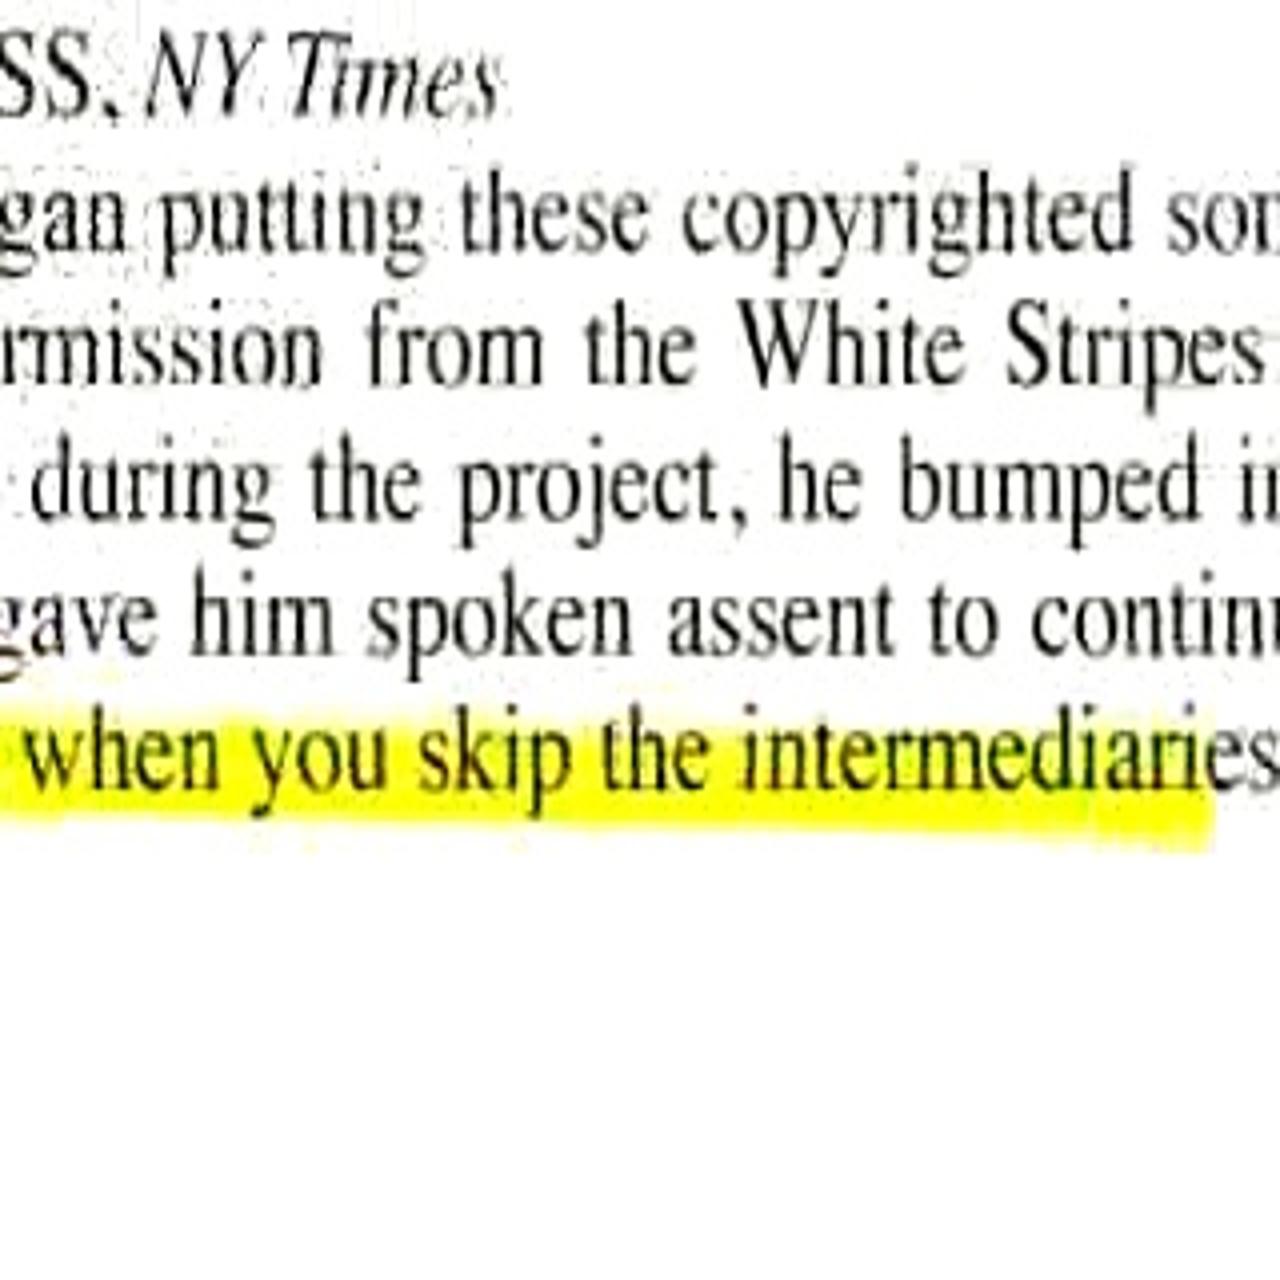 SS, NY Times
gan putting these copyrighted son
rmission from the White Stripes
during the project, he bumped in
gave him spoken assent to continu
when you skip the intermediaries